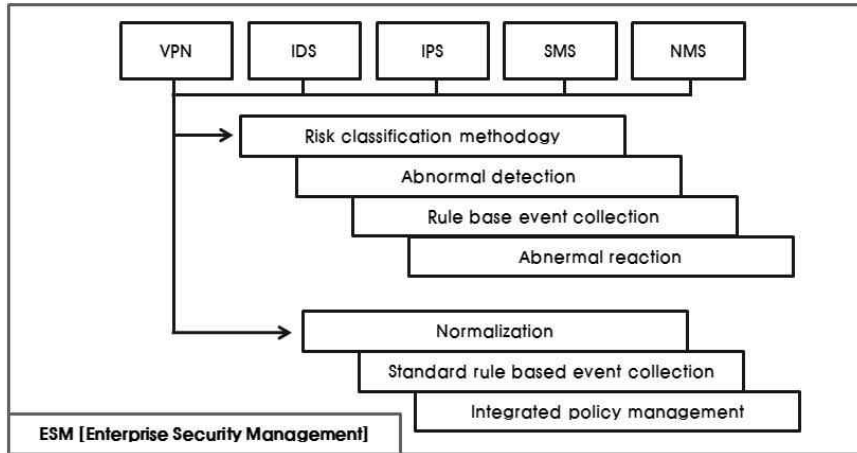 VPN
IDS
IPS
SMS
NMS
Risk classification methodogy
Abnormal detection
Rule base event collection
Abnermal reaction
Normalization
Standard rule based event collection
Integrated policy management
ESM [Enterprise Security Management]